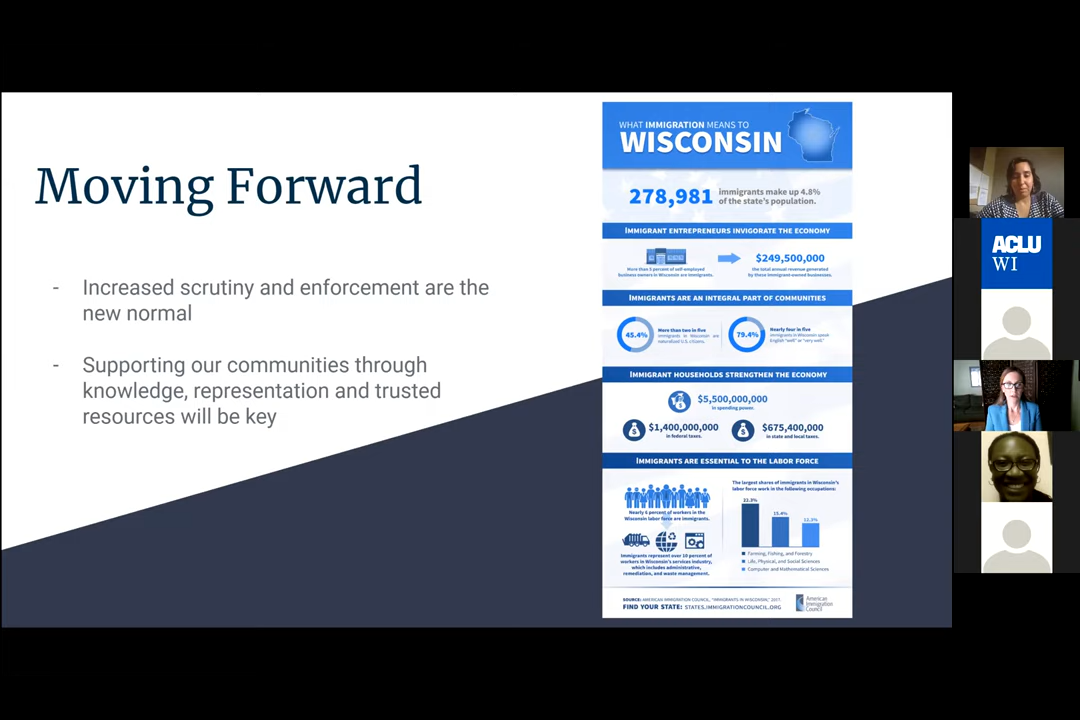 Moving Forward
- Increased scrutiny and enforcement are the
new normal
- Supporting our communities through
knowledge, representation and trusted
resources will be key
WHAT IMMIGRATION MEANS TO
WISCONSIN
278,981 immigrants make up 4.8%
of the state's population.
IMMIGRANT ENTREPRENEURS INVIGORATE THE ECONOMY
More than 5 percent of self-employed
business owners in Wisconsin are immigrants.
$249,500,000
the total annual revenue generated
by these immigrant-owned businesses.
IMMIGRANTS ARE AN INTEGRAL PART OF COMMUNITIES
45.4%
More than two in five
immigrants in Wisconsin are
naturalized U.S. citizens.
79.4%
Nearly four in five
immigrants in Wisconsin speak
English "well" or "very well."
IMMIGRANT HOUSEHOLDS STRENGTHEN THE ECONOMY
$5,500,000,000
in spending power.
$1,400,000,000
in federal taxes.
$675,400,000
in state and local taxes.
IMMIGRANTS ARE ESSENTIAL TO THE LABOR FORCE
Nearly 6 percent of workers in the
Wisconsin labor force are immigrants.
Immigrants represent over 10 percent of
workers in Wisconsin's services industry,
which includes administrative,
remediation, and waste management.
The largest shares of immigrants in Wisconsin's
labor force work in the following occupations:
15.4%
12.3%
Farming, Fishing, and Forestry
Life, Physical, and Social Sciences
Computer and Mathematical Sciences
SOURCE: AMERICAN IMMIGRATION COUNCIL, "IMMIGRANTS IN WISCONSIN," 2017.
FIND YOUR STATE: STATES.IMMIGRATIONCOUNCIL.ORG
American
Immigration
Council
ACLU
WI